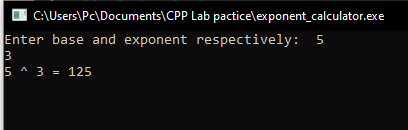 C:\Users\Pc\Documents\CPP Lab pactice\exponent_calculator.exe
Enter base and exponent respectively:  5
3
5 ^ 3 = 125